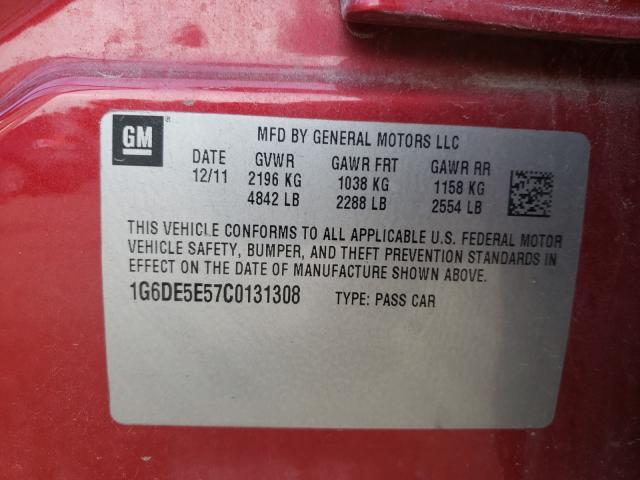 GM
MFD BY GENERAL MOTORS LLC
DATE GVWR GAWR FRT GAWR RR
12/11 2196 KG 1038 KG 1158 KG
4842 LB 2288 LB 2554 LB
THIS VEHICLE CONFORMS TO ALL APPLICABLE U.S. FEDERAL MOTOR
VEHICLE SAFETY, BUMPER, AND THEFT PREVENTION STANDARDS IN
EFFECT ON THE DATE OF MANUFACTURE SHOWN ABOVE.
1G6DE5E57C0131308 TYPE: PASS CAR